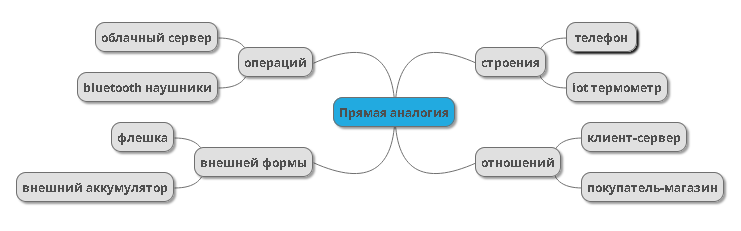 облачный сервер
bluetooth наушники
операций
флешка
внешний аккумулятор
внешней формы
Прямая аналогия
строения
телефон
iot термометр
отношений
клиент-сервер
покупатель-магазин